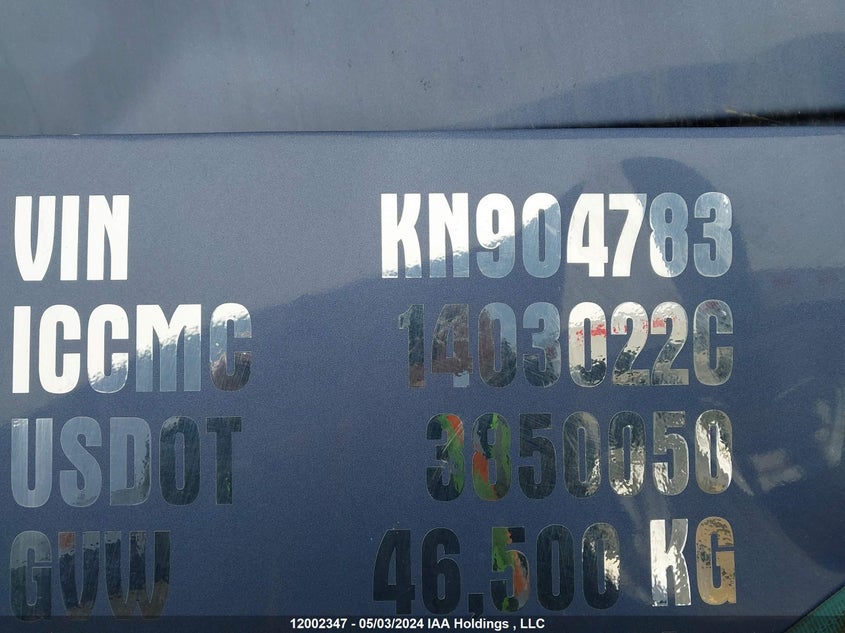 VIN KN904783
ICCMC 1403022C
USDOT 3850050
GVW 46,500 KG
12002347 - 05/03/2024 IAA Holdings , LLC